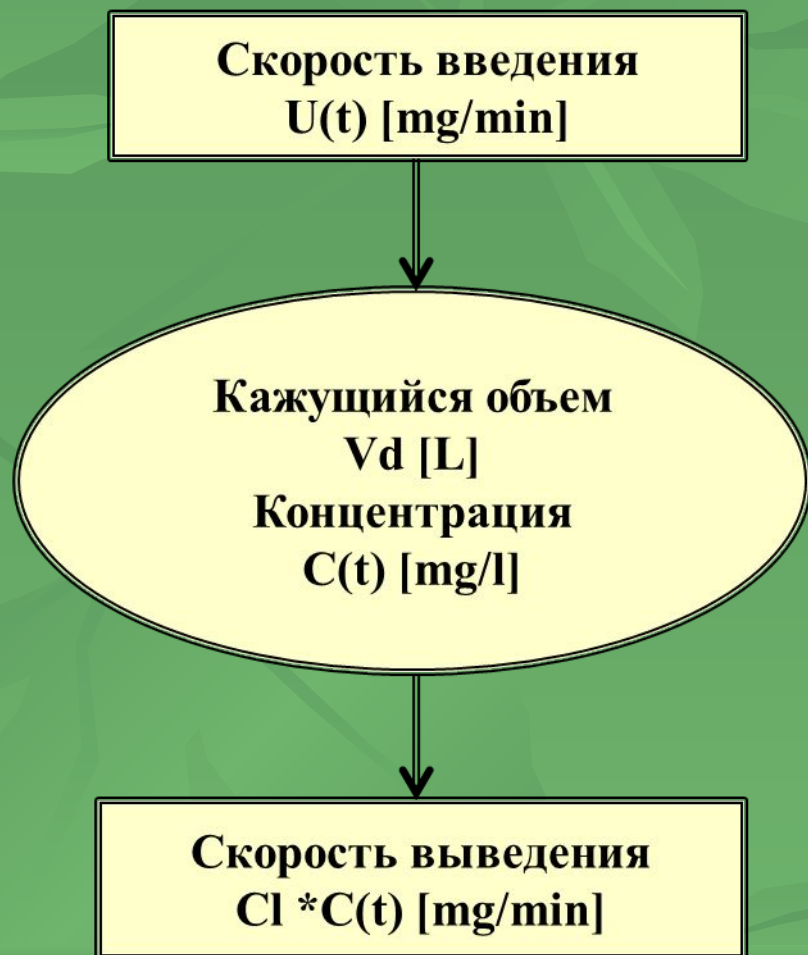 Скорость введения
U(t) [mg/min]
Кажущийся объем
Vd [L]
Концентрация
C(t) [mg/l]
Скорость выведения
Cl *C(t) [mg/min]